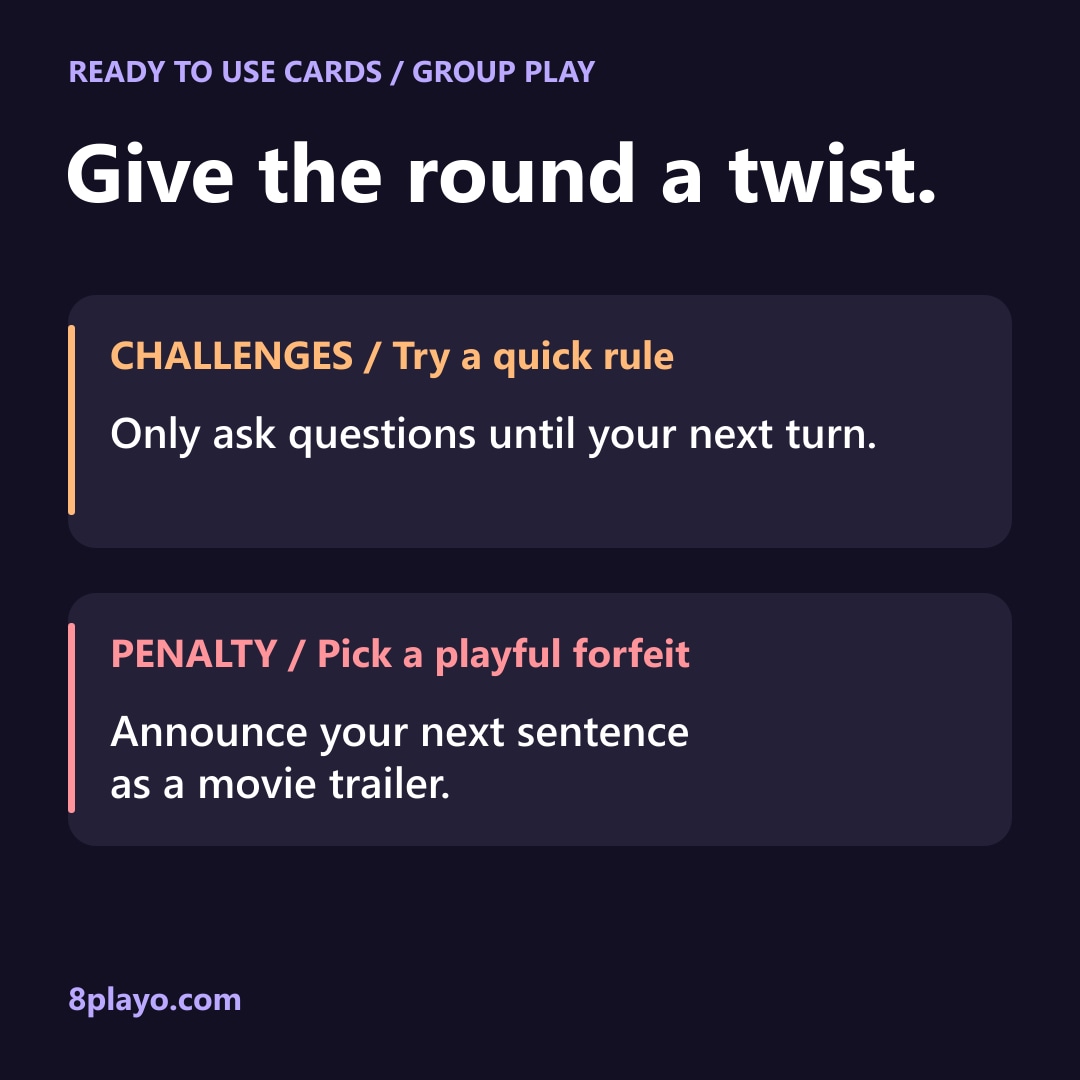 READY TO USE CARDS / GROUP PLAY
Give the round a twist.
CHALLENGES / Try a quick rule
Only ask questions until your next turn.
PENALTY / Pick a playful forfeit
Announce your next sentence
as a movie trailer.
8playo.com